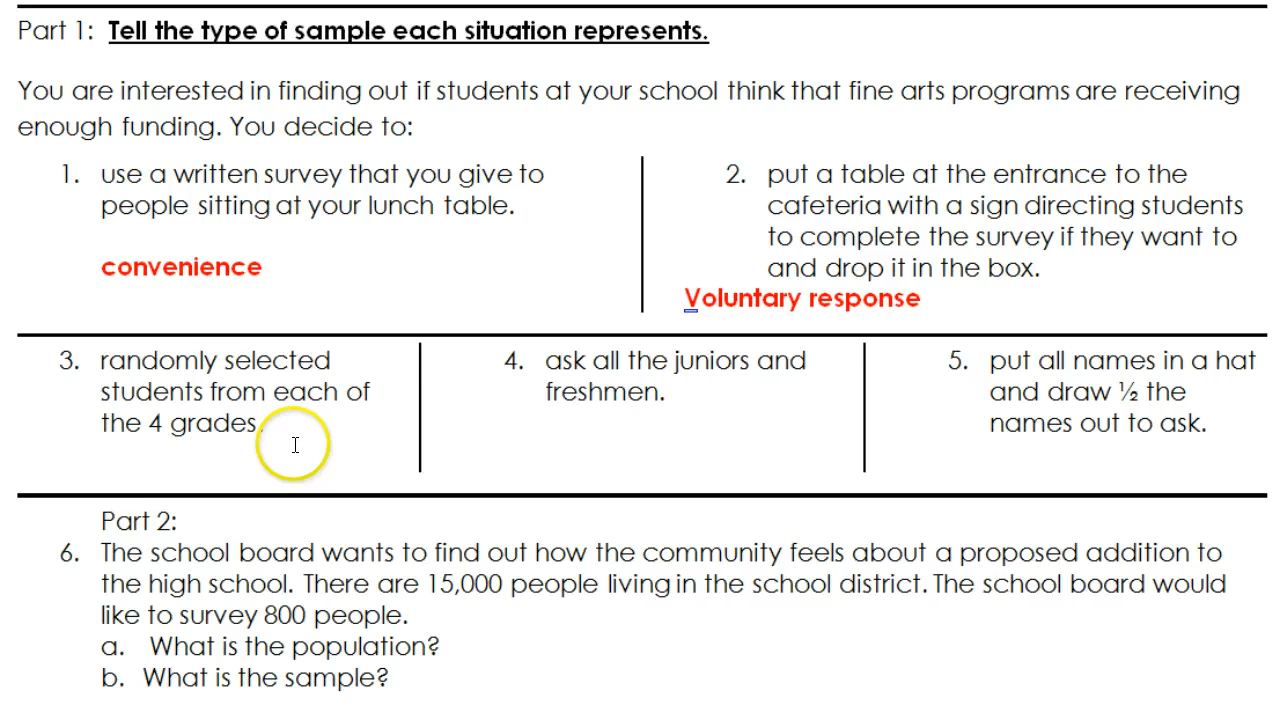 Part 1: Tell the type of sample each situation represents.
You are interested in finding out if students at your school think that fine arts programs are receiving
enough funding. You decide to:
1. use a written survey that you give to
people sitting at your lunch table.
convenience
2. put a table at the entrance to the
cafeteria with a sign directing students
to complete the survey if they want to
and drop it in the box.
Voluntary response
3. randomly selected
students from each of
the 4 grades.
4. ask all the juniors and
freshmen.
5. put all names in a hat
and draw ½ the
names out to ask.
Part 2:
6. The school board wants to find out how the community feels about a proposed addition to
the high school. There are 15,000 people living in the school district. The school board would
like to survey 800 people.
a. What is the population?
b. What is the sample?